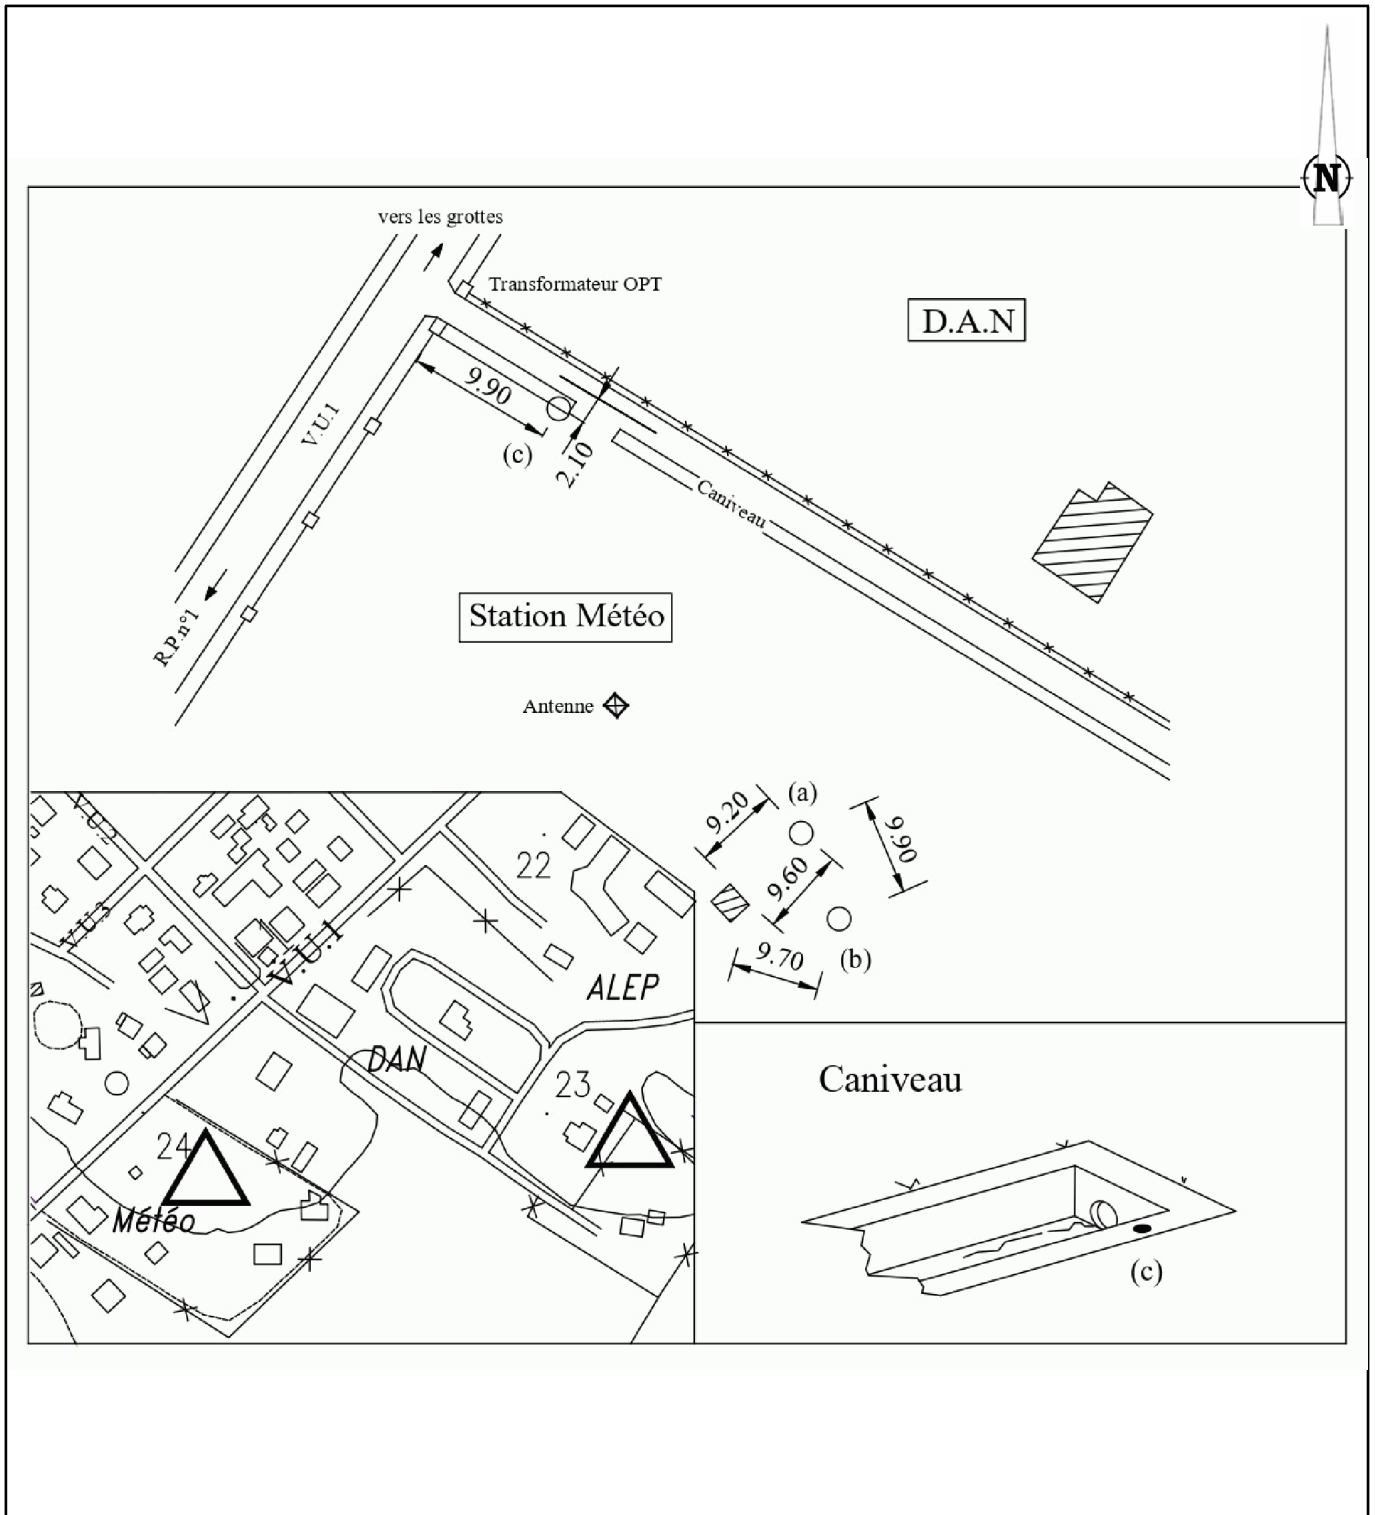 N
vers les grottes
Transformateur OPT
D.A.N
9.90
V.U.1
(c)
2.10
Caniveau
Station Météo
R.P.n°1
Antenne
(a)
9.20
9.90
9.60
(b)
9.70
22
V.U.1
ALEP
DAN
23
24
Météo
Caniveau
(c)